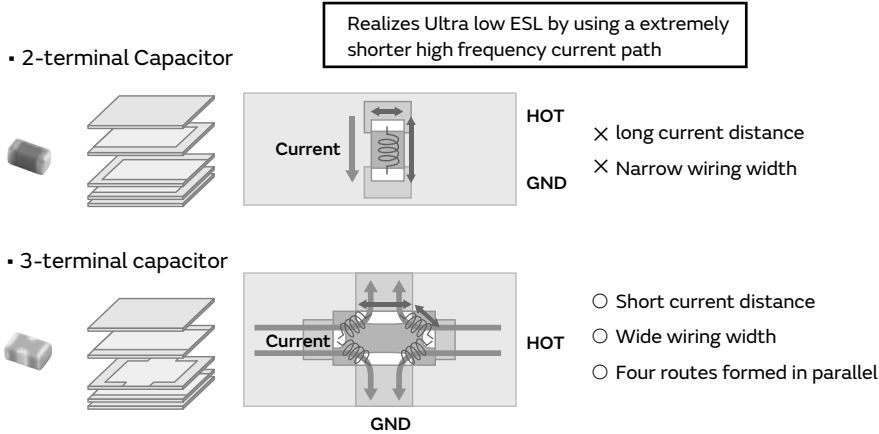 Realizes Ultra low ESL by using a extremely
shorter high frequency current path
▪ 2-terminal Capacitor
HOT
Current
GND
× long current distance
× Narrow wiring width
▪ 3-terminal capacitor
Current
HOT
GND
○ Short current distance
○ Wide wiring width
○ Four routes formed in parallel